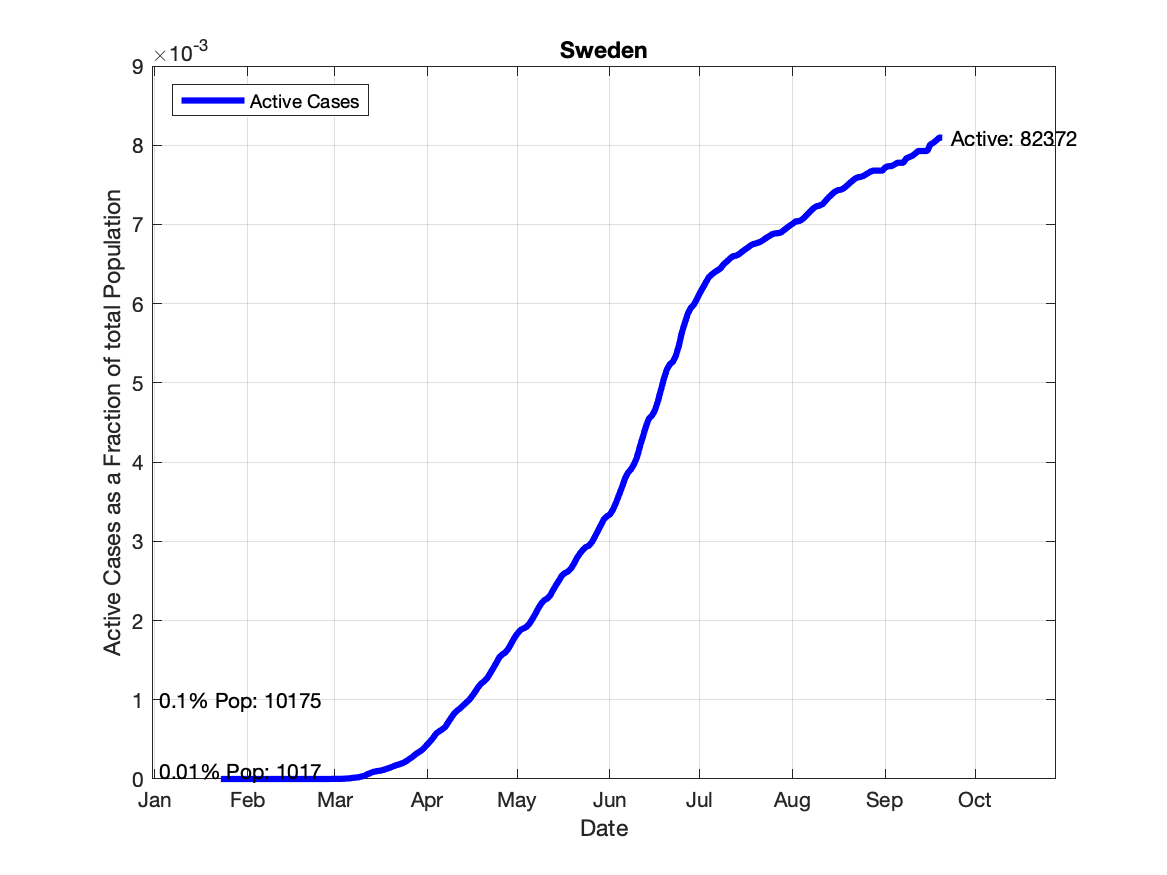 Sweden
×10-3
9
8
7
6
5
4
3
2
1
0
Active Cases
Active: 82372
0.1% Pop: 10175
0.01% Pop: 1017
Jan Feb Mar Apr May Jun Jul Aug Sep Oct
Date
Active Cases as a Fraction of total Population